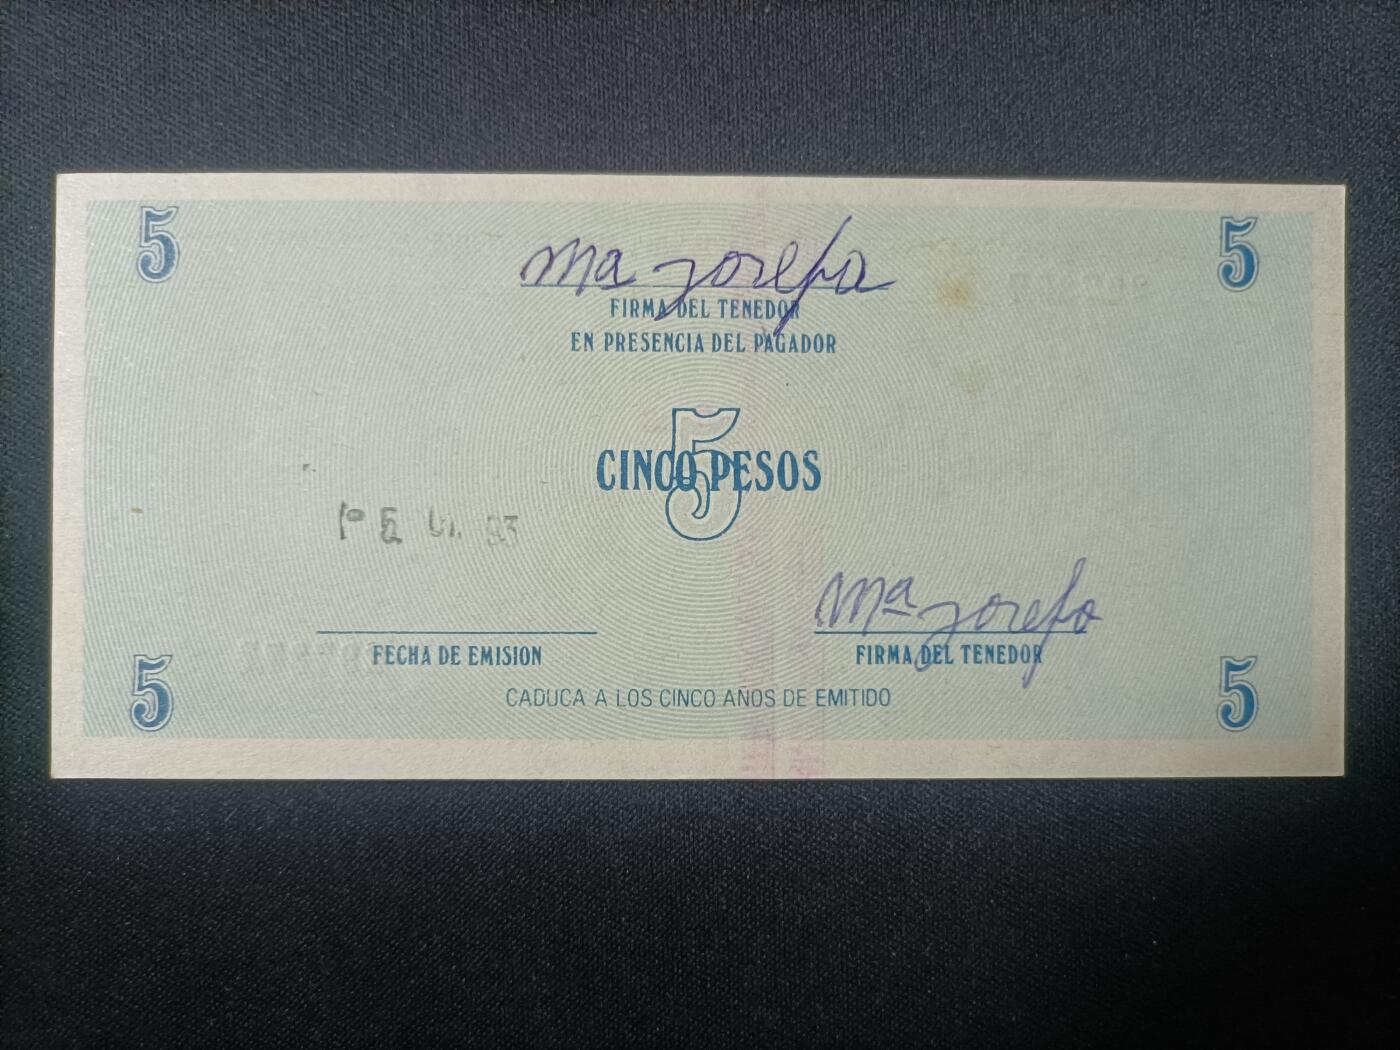 5 5
Ma Josefa
FIRMA DEL TENEDOR
EN PRESENCIA DEL PAGADOR
5
CINCO PESOS
93
Mª Josefa
FECHA DE EMISION FIRMA DEL TENEDOR
CADUCA A LOS CINCO AÑOS DE EMITIDO
5 5